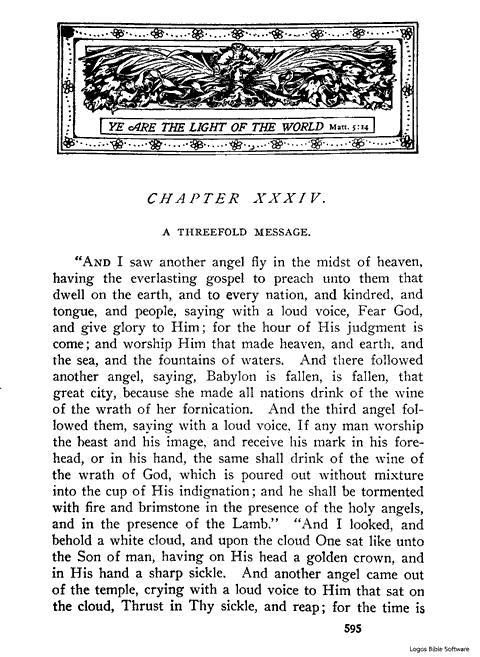 YE ARE THE LIGHT OF THE WORLD Matt. 5:14
CHAPTER XXXIV.
A THREEFOLD MESSAGE.
"AND I saw another angel fly in the midst of heaven,
having the everlasting gospel to preach unto them that
dwell on the earth, and to every nation, and kindred, and
tongue, and people, saying with a loud voice, Fear God,
and give glory to Him; for the hour of His judgment is
come; and worship Him that made heaven, and earth, and
the sea, and the fountains of waters. And there followed
another angel, saying, Babylon is fallen, is fallen, that
great city, because she made all nations drink of the wine
of the wrath of her fornication. And the third angel fol-
lowed them, saying with a loud voice, If any man worship
the beast and his image, and receive his mark in his fore-
head, or in his hand, the same shall drink of the wine of
the wrath of God, which is poured out without mixture
into the cup of His indignation; and he shall be tormented
with fire and brimstone in the presence of the holy angels,
and in the presence of the Lamb." "And I looked, and
behold a white cloud, and upon the cloud One sat like unto
the Son of man, having on His head a golden crown, and
in His hand a sharp sickle. And another angel came out
of the temple, crying with a loud voice to Him that sat on
the cloud, Thrust in Thy sickle, and reap; for the time is
595
Logos Bible Software